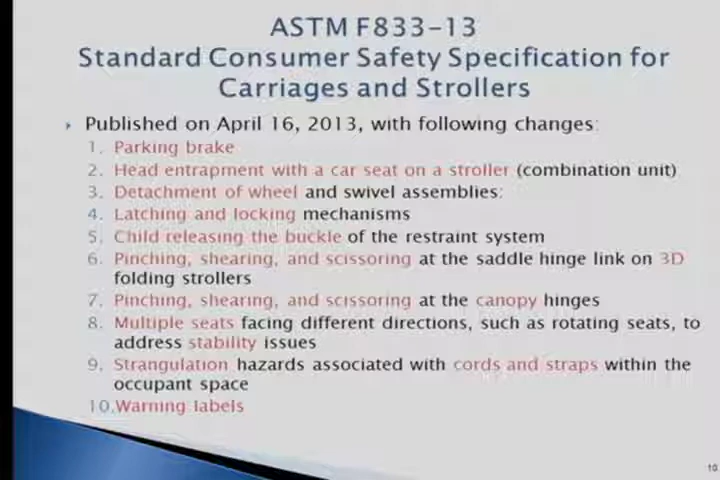 ASTM F833-13
Standard Consumer Safety Specification for
Carriages and Strollers
Published on April 16, 2013, with following changes:
1. Parking brake
2. Head entrapment with a car seat on a stroller (combination unit)
3. Detachment of wheel and swivel assemblies:
4. Latching and locking mechanisms
5. Child releasing the buckle of the restraint system
6. Pinching, shearing, and scissoring at the saddle hinge link on 3D
folding strollers
7. Pinching, shearing, and scissoring at the canopy hinges
8. Multiple seats facing different directions, such as rotating seats, to
address stability issues
9. Strangulation hazards associated with cords and straps within the
occupant space
10.Warning labels
10